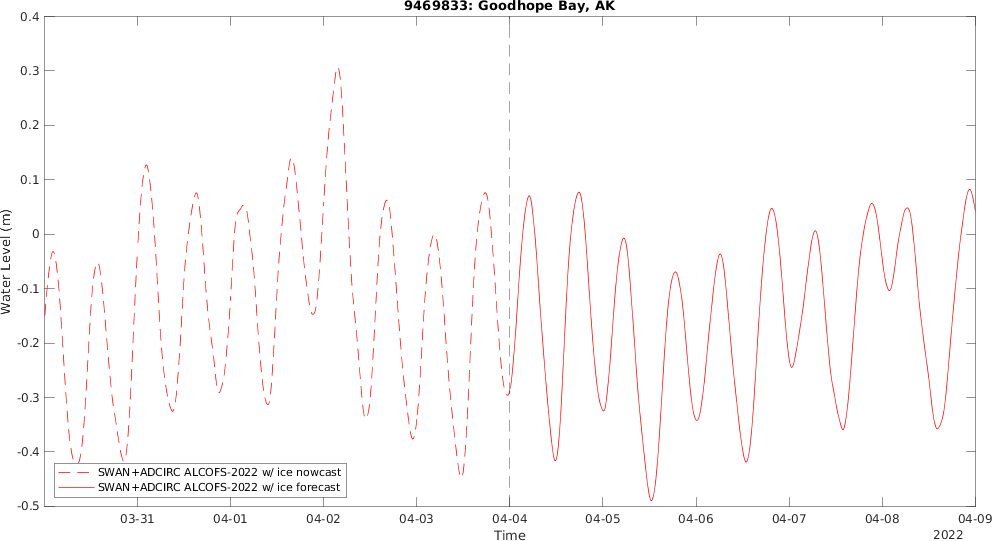 9469833: Goodhope Bay, AK
0.4
0.3
0.2
0.1
0
-0.1
-0.2
-0.3
-0.4
-0.5
Water Level (m)
SWAN+ADCIRC ALCOFS-2022 w/ ice nowcast
SWAN+ADCIRC ALCOFS-2022 w/ ice forecast
03-31 04-01 04-02 04-03 04-04 04-05 04-06 04-07 04-08 04-09
Time
2022